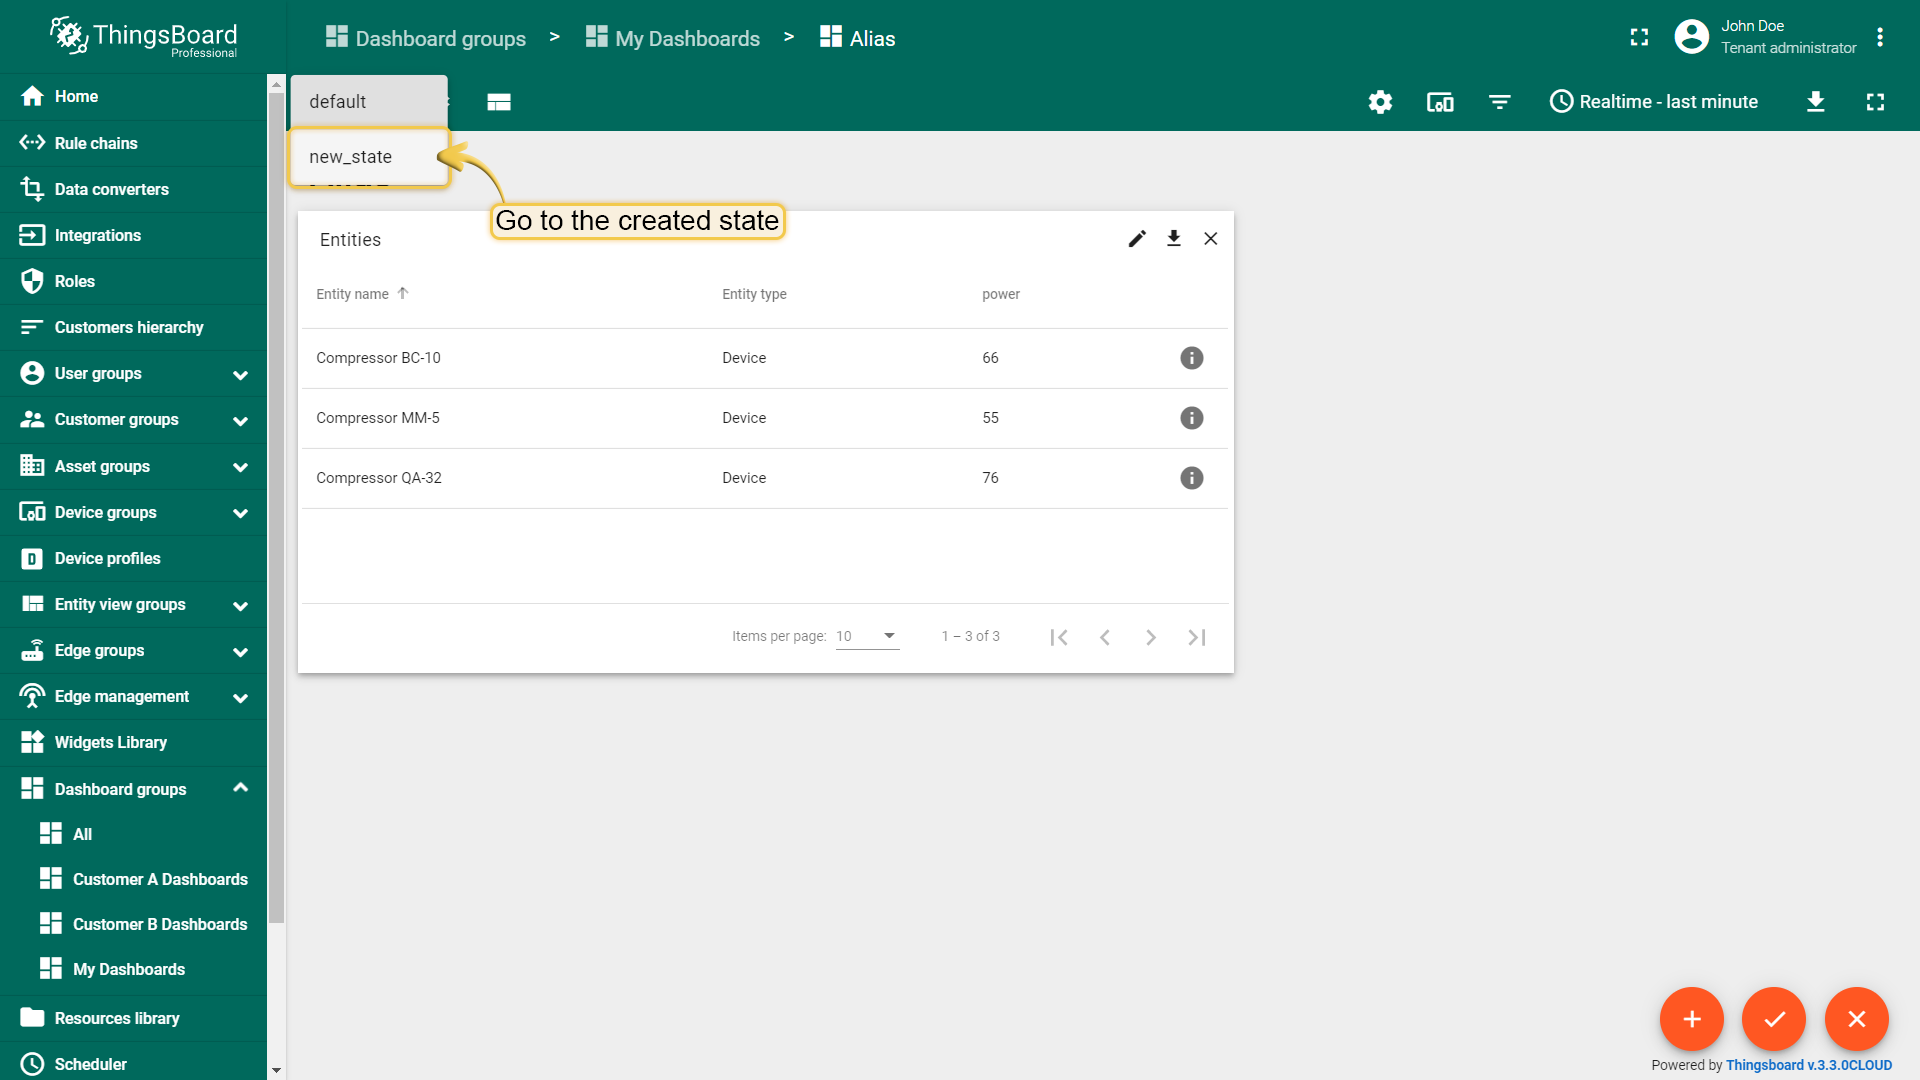 ThingsBoard
Professional
Dashboard groups > My Dashboards > Alias
John Doe
Tenant administrator
default
Realtime - last minute
new_state
Go to the created state
Home
Rule chains
Data converters
Integrations
Roles
Customers hierarchy
User groups
Customer groups
Asset groups
Device groups
Device profiles
Entity view groups
Edge groups
Edge management
Widgets Library
Dashboard groups
All
Customer A Dashboards
Customer B Dashboards
My Dashboards
Resources library
Scheduler
Entities
Entity name Entity type power
Compressor BC-10 Device 66
Compressor MM-5 Device 55
Compressor QA-32 Device 76
Items per page: 10 1 – 3 of 3
Powered by Thingsboard v.3.3.0CLOUD